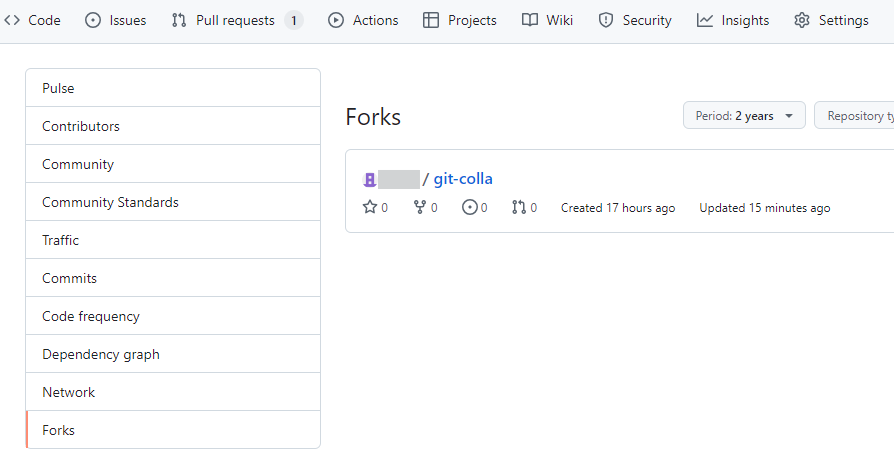 Code Issues Pull requests 1 Actions Projects Wiki Security Insights Settings
Pulse
Contributors
Community
Community Standards
Traffic
Commits
Code frequency
Dependency graph
Network
Forks
Forks
Period: 2 years
Repository ty
/ git-colla
0 0 0 0 Created 17 hours ago Updated 15 minutes ago